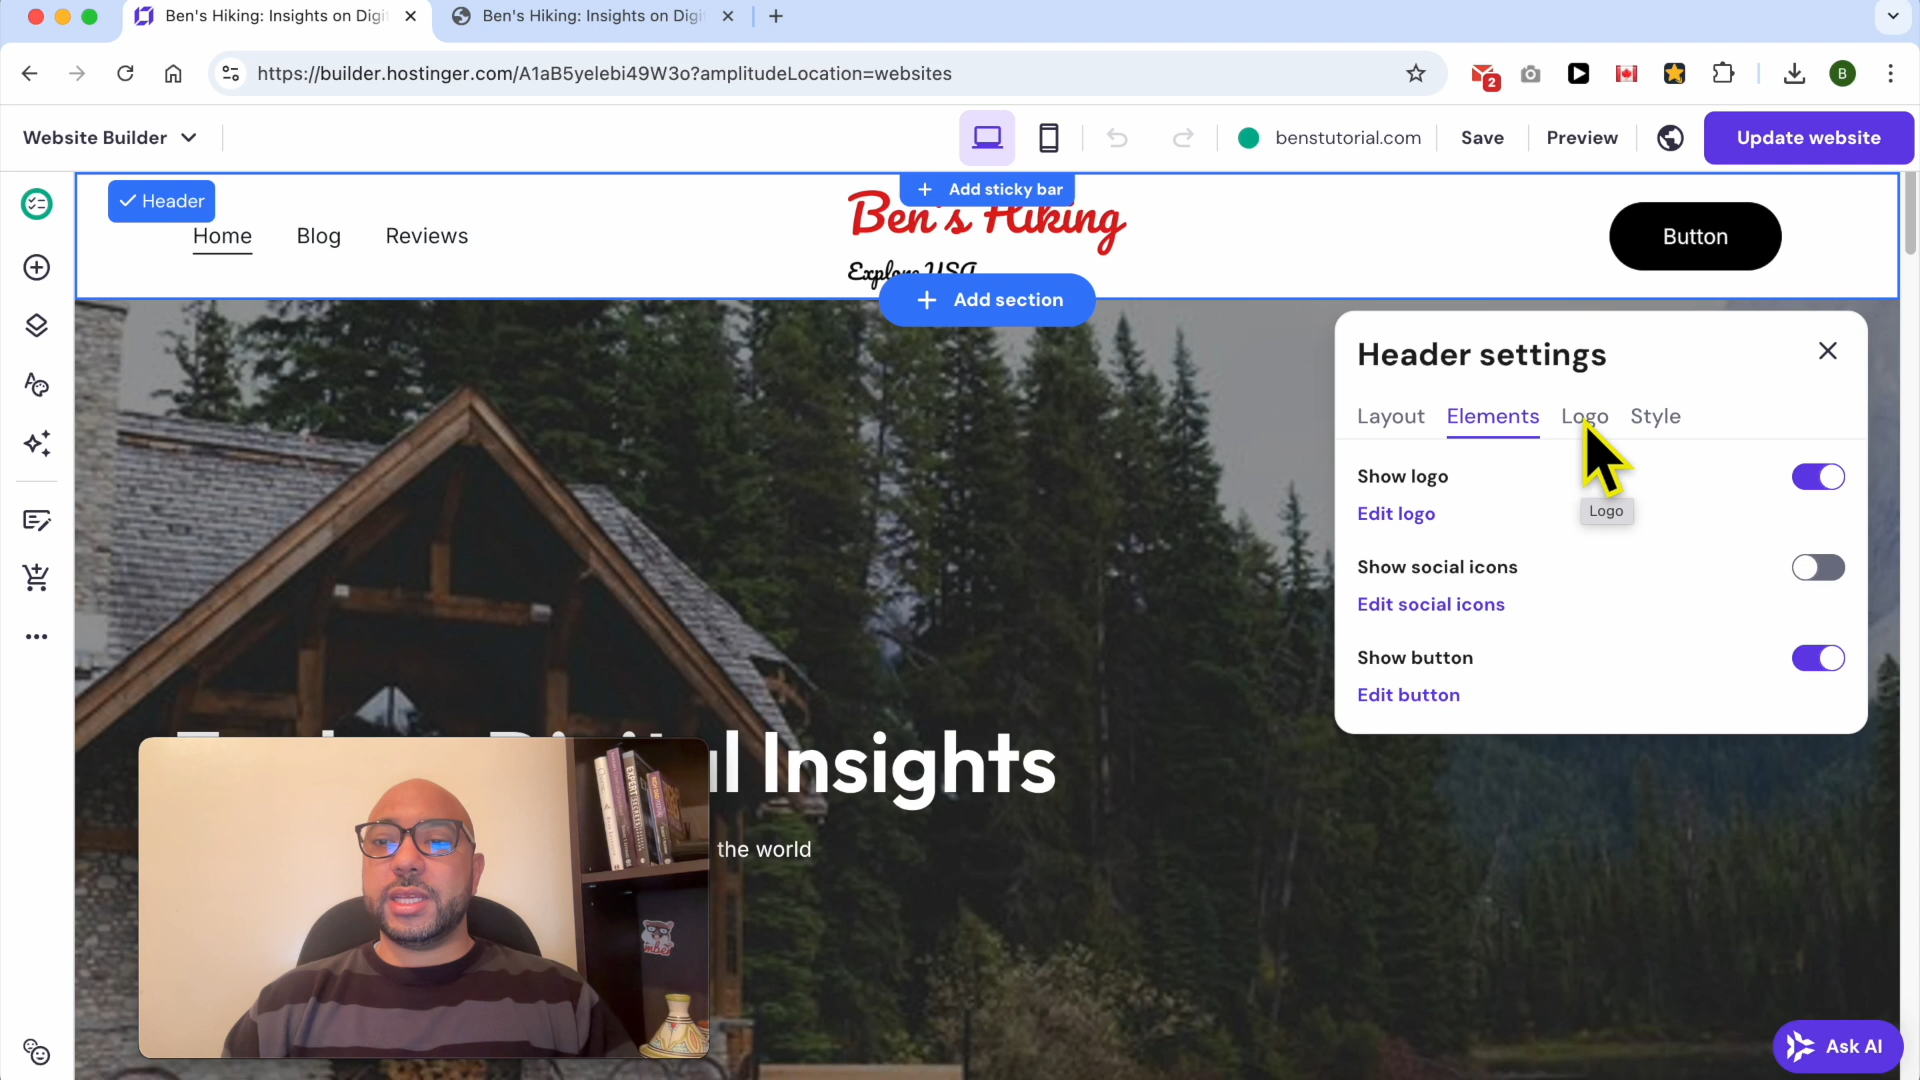 Ben's Hiking: Insights on Digi
Ben's Hiking: Insights on Digi
https://builder.hostinger.com/A1aB5yelebi49W3o?amplitudeLocation=websites
2
B
Website Builder
benstutorial.com
Save
Preview
Update website
Header
+ Add sticky bar
Home
Blog
Reviews
Ben's Hiking
Explore USA
Button
+ Add section
Header settings
Layout
Elements
Logo
Style
Show logo
Edit logo
Logo
Show social icons
Edit social icons
Show button
Edit button
Insights
the world
EXPERT
SECRETS
Ask AI